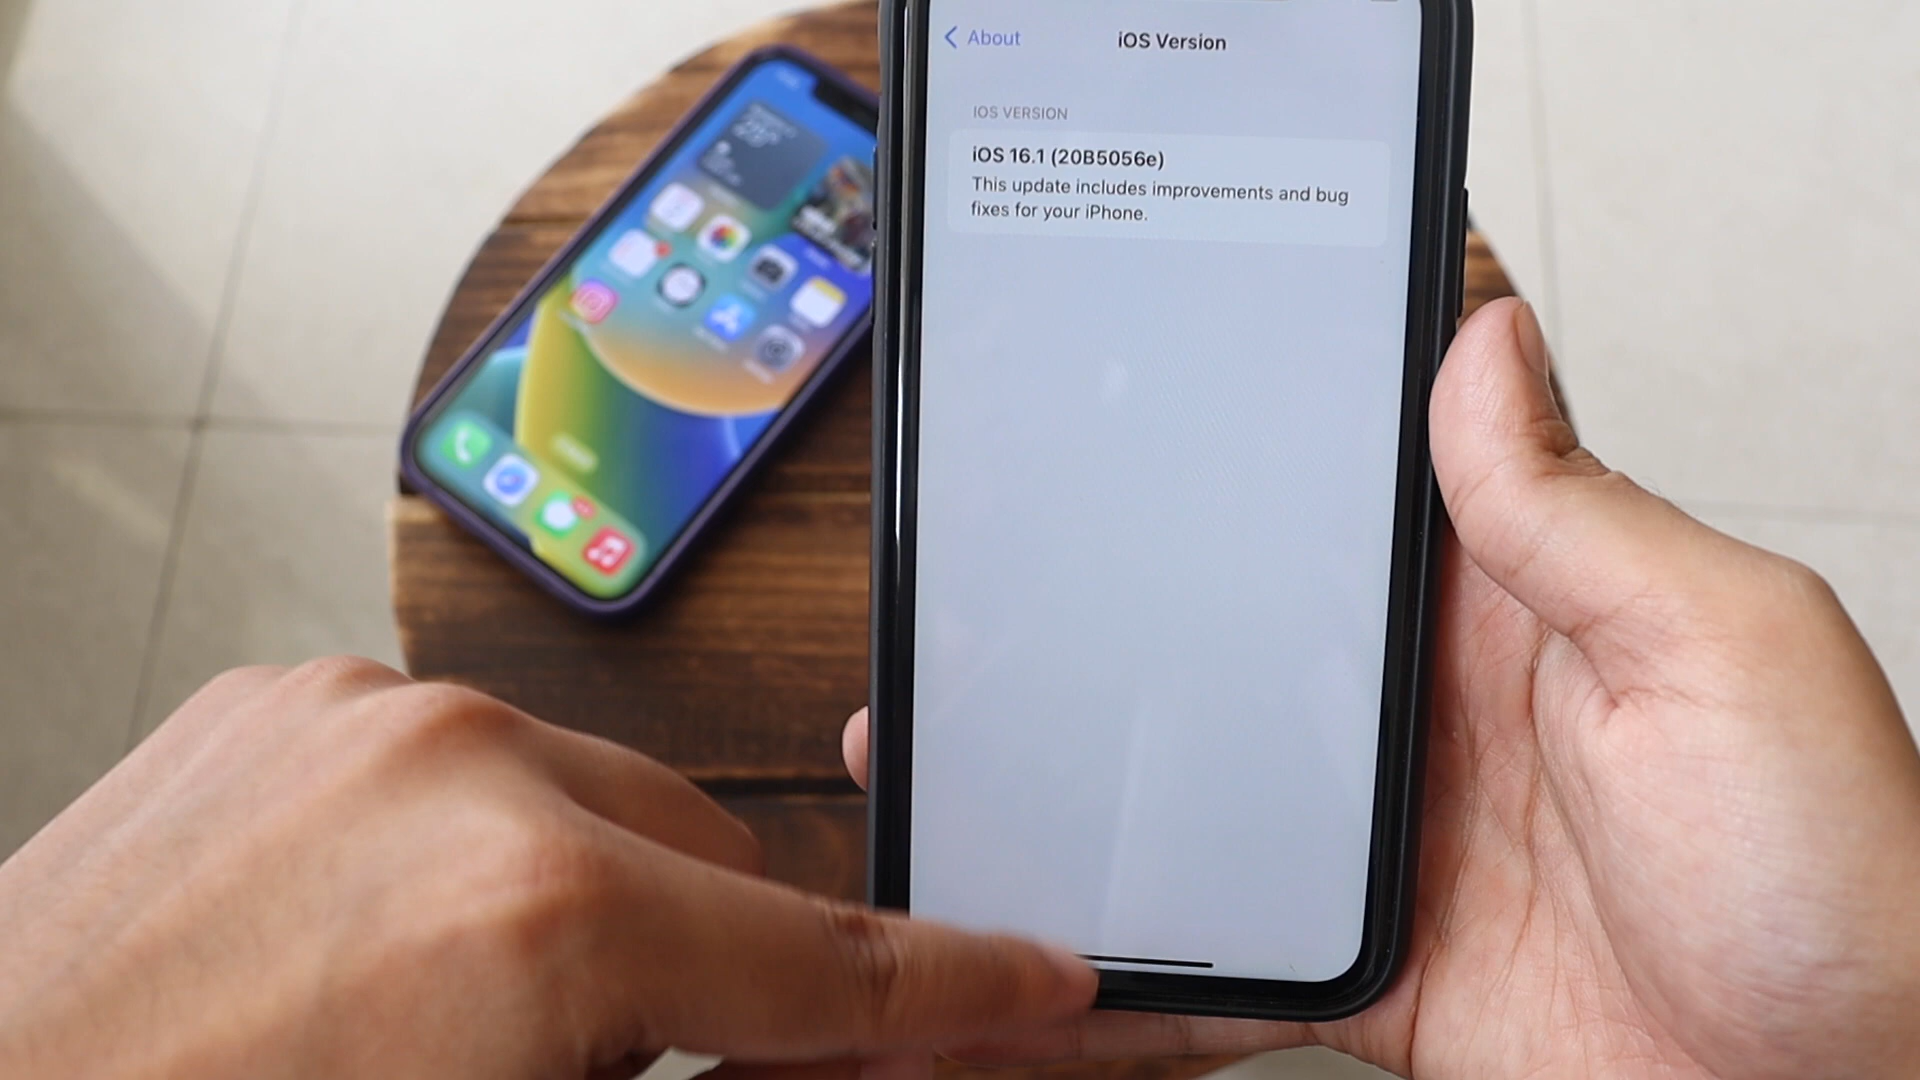 About
iOS Version
IOS VERSION
iOS 16.1 (20B5056e)
This update includes improvements and bug
fixes for your iPhone.